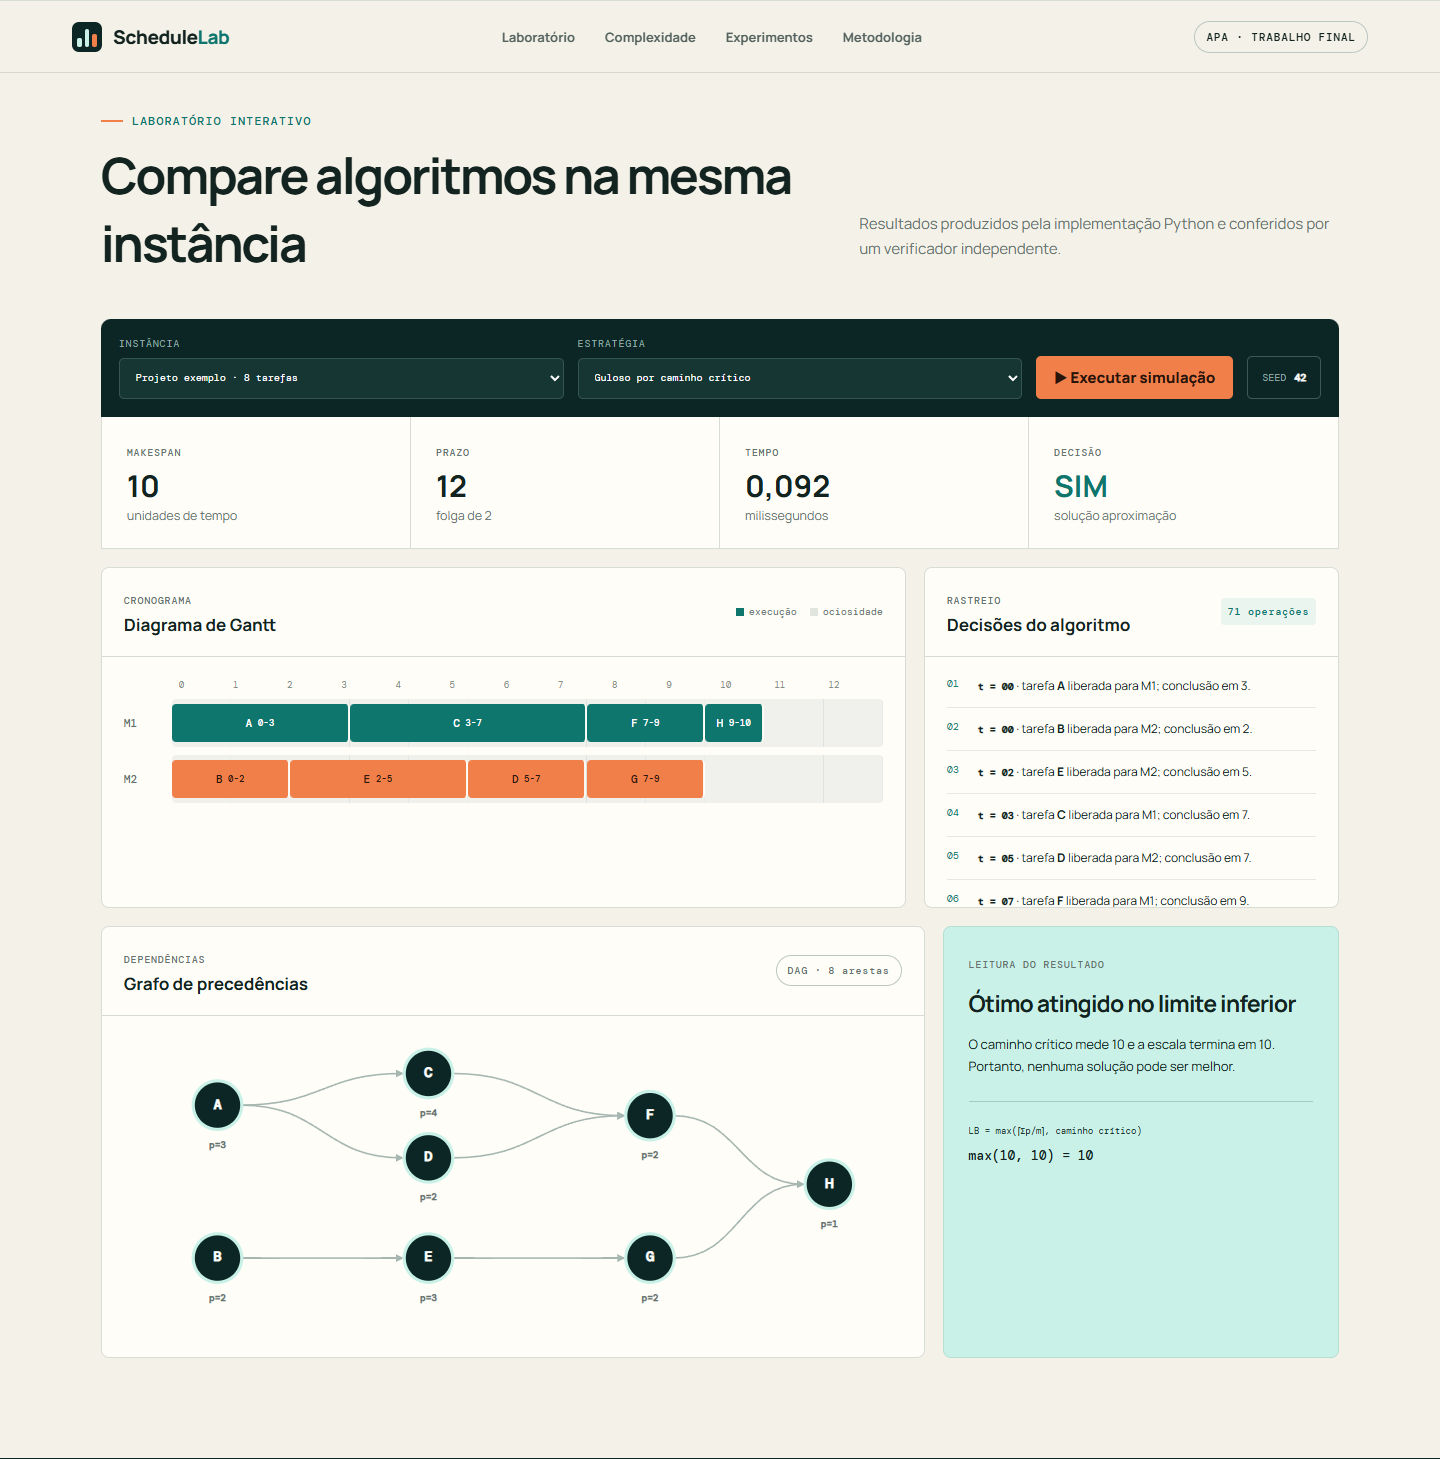 ScheduleLab
Laboratório
Complexidade
Experimentos
Metodologia
APA · TRABALHO FINAL
LABORATÓRIO INTERATIVO
Compare algoritmos na mesma
instância
Resultados produzidos pela implementação Python e conferidos por
um verificador independente.
INSTÂNCIA
Projeto exemplo · 8 tarefas
ESTRATÉGIA
Guloso por caminho crítico
▶ Executar simulação
SEED 42
MAKESPAN
10
unidades de tempo
PRAZO
12
folga de 2
TEMPO
0,092
milissegundos
DECISÃO
SIM
solução aproximação
CRONOGRAMA
Diagrama de Gantt
execução
ociosidade
0 1 2 3 4 5 6 7 8 9 10 11 12
M1
A 0-3
C 3-7
F 7-9
H 9-10
M2
B 0-2
E 2-5
D 5-7
G 7-9
RASTREIO
Decisões do algoritmo
71 operações
01 t = 00 · tarefa A liberada para M1; conclusão em 3.
02 t = 00 · tarefa B liberada para M2; conclusão em 2.
03 t = 02 · tarefa E liberada para M2; conclusão em 5.
04 t = 03 · tarefa C liberada para M1; conclusão em 7.
05 t = 05 · tarefa D liberada para M2; conclusão em 7.
06 t = 07 · tarefa F liberada para M1; conclusão em 9.
DEPENDÊNCIAS
Grafo de precedências
DAG · 8 arestas
A
p=3
C
p=4
D
p=2
F
p=2
H
p=1
B
p=2
E
p=3
G
p=2
LEITURA DO RESULTADO
Ótimo atingido no limite inferior
O caminho crítico mede 10 e a escala termina em 10.
Portanto, nenhuma solução pode ser melhor.
LB = max(⌈Σp/m⌉, caminho crítico)
max(10, 10) = 10